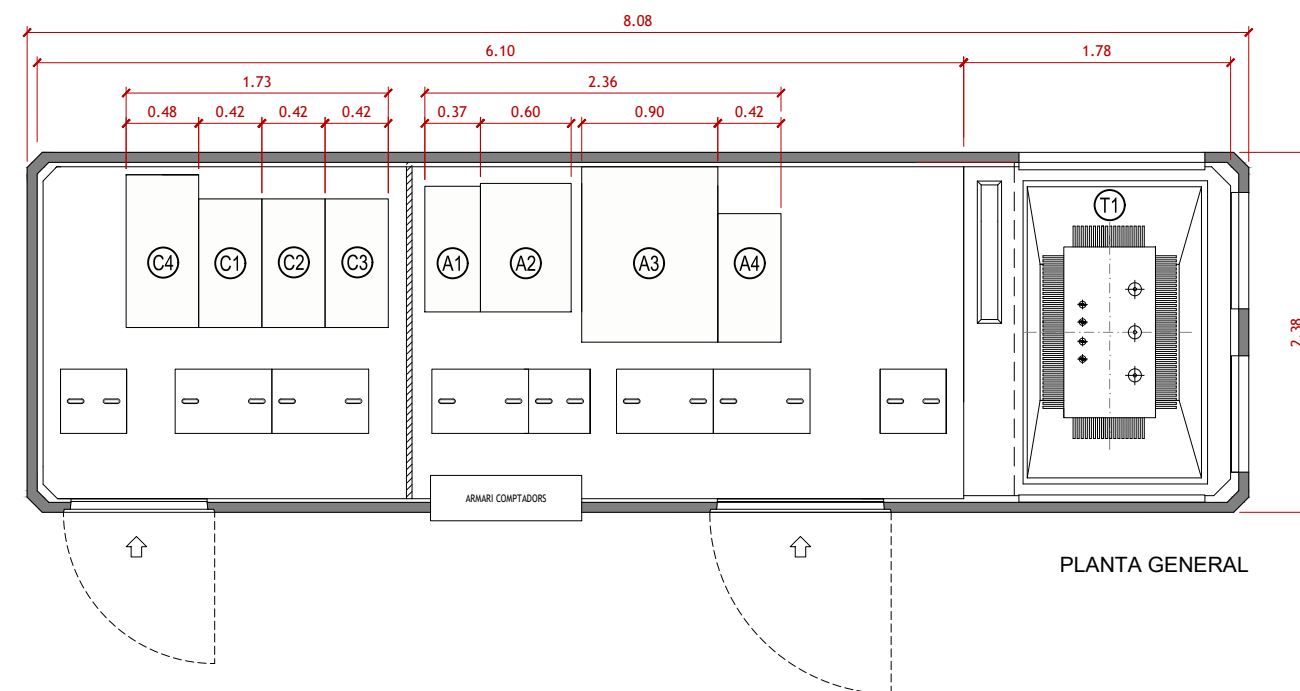 8.08
6.10 1.78
1.73 2.36
0.48 0.42 0.42 0.42 0.37 0.60 0.90 0.42
T1
C4 C1 C2 C3 A1 A2 A3 A4
2.38
ARMARI COMPTADORS
PLANTA GENERAL